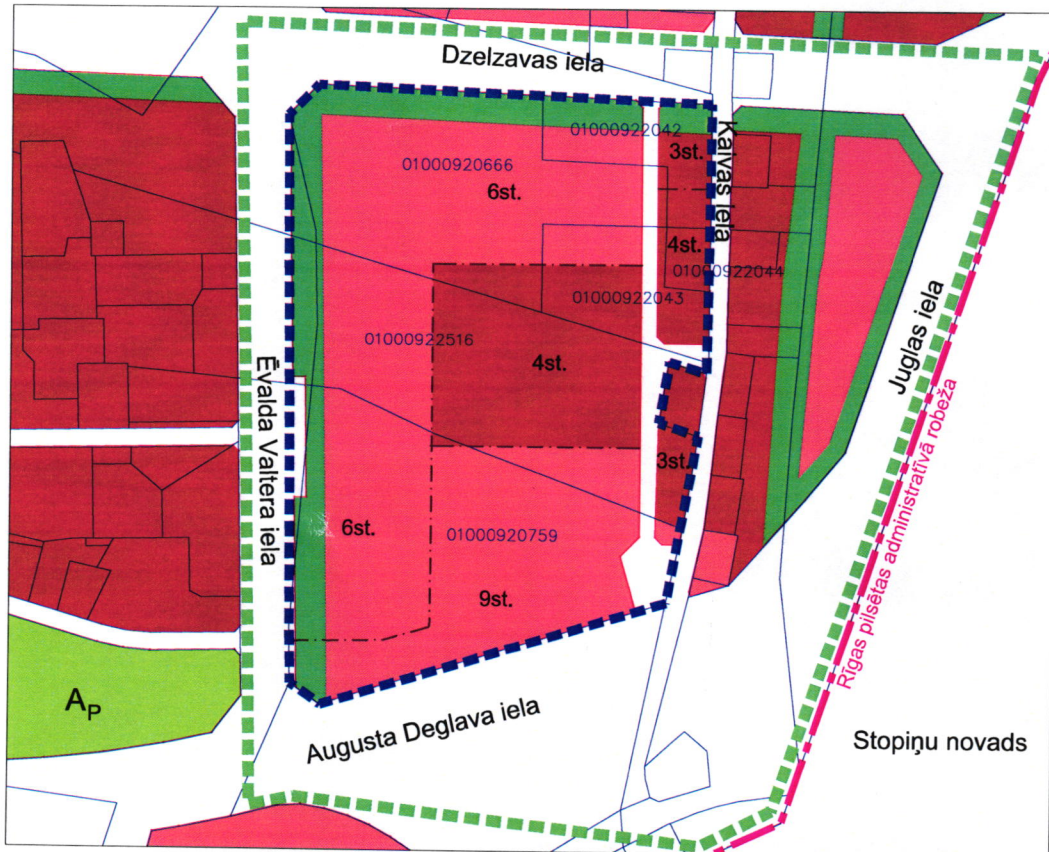 Dzelzavas iela
01000922042
Kaivas iela
3st.
01000920666
6st.
4st.
01000922044
01000922043
01000922516
4st.
Ēvalda Valtera iela
Juglas iela
Rīgas pilsētas administratīvā robeža
3st.
6st.
01000920759
9st.
AP
Augusta Deglava iela
Stopiņu novads